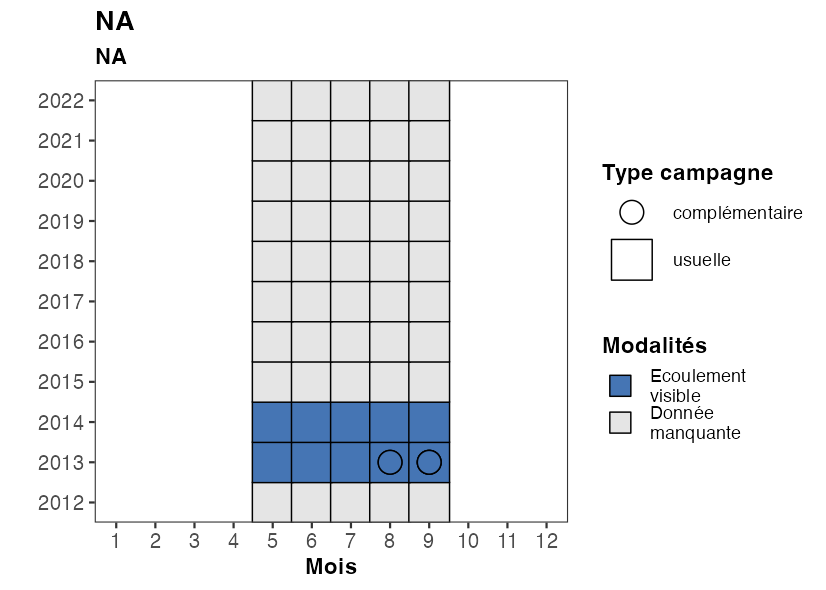 NA
NA
2022
2021
2020
2019
2018
2017
2016
2015
2014
2013
2012
1 2 3 4 5 6 7 8 9 10 11 12
Mois
Type campagne
complémentaire
usuelle
Modalités
Ecoulement
visible
Donnée
manquante